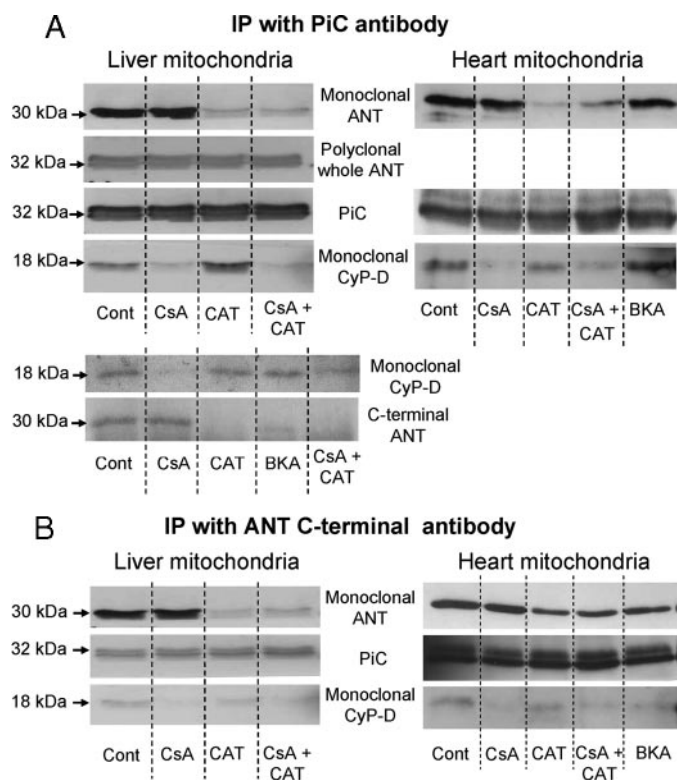 A
IP with PiC antibody
Liver mitochondria
Heart mitochondria
30 kDa
Monoclonal
ANT
32 kDa
Polyclonal
whole ANT
32 kDa
PiC
18 kDa
Monoclonal
CyP-D
Cont
CsA
CAT
CsA +
CAT
Cont
CsA
CAT
CsA +
CAT
BKA
18 kDa
Monoclonal
CyP-D
30 kDa
C-terminal
ANT
Cont
CsA
CAT
BKA
CsA +
CAT
B
IP with ANT C-terminal antibody
Liver mitochondria
Heart mitochondria
30 kDa
Monoclonal
ANT
32 kDa
PiC
18 kDa
Monoclonal
CyP-D
Cont
CsA
CAT
CsA +
CAT
Cont
CsA
CAT
CsA +
CAT
BKA